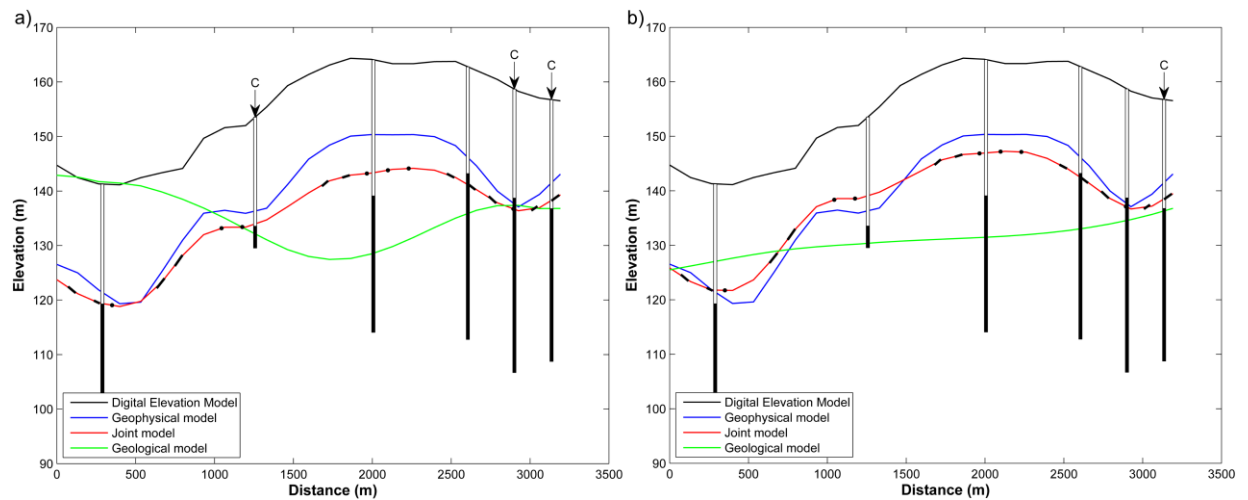 a)
170
160
150
140
130
120
110
100
90
Elevation (m)
C
C
C
Digital Elevation Model
Geophysical model
Joint model
Geological model
0 500 1000 1500 2000 2500 3000 3500
Distance (m)
b)
170
160
150
140
130
120
110
100
90
Elevation (m)
C
Digital Elevation Model
Geophysical model
Joint model
Geological model
0 500 1000 1500 2000 2500 3000 3500
Distance (m)